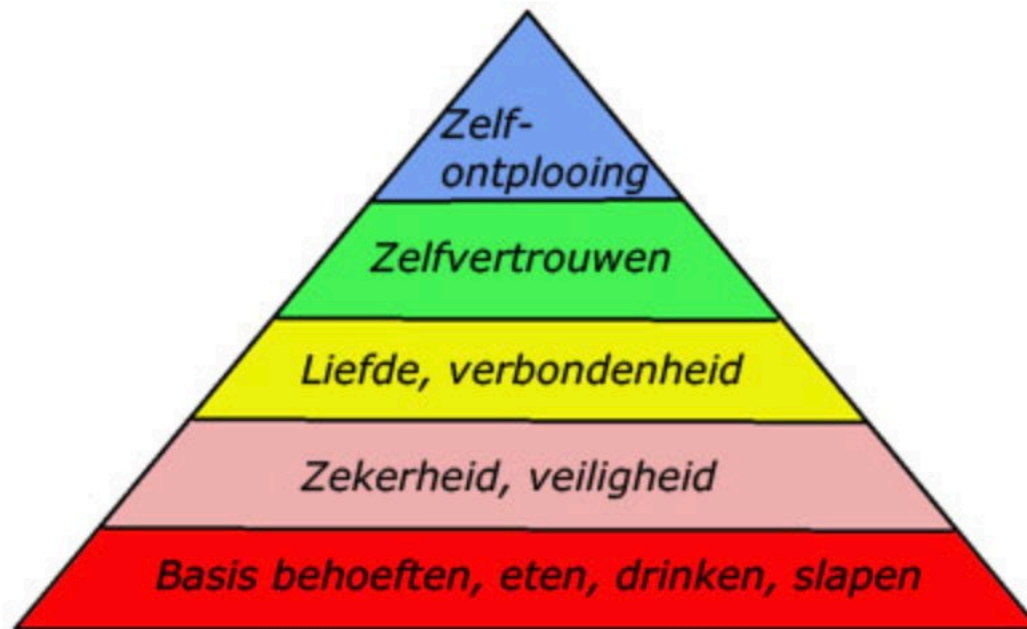 Zelf-
ontplooing
Zelfvertrouwen
Liefde, verbondenheid
Zekerheid, veiligheid
Basis behoeften, eten, drinken, slapen